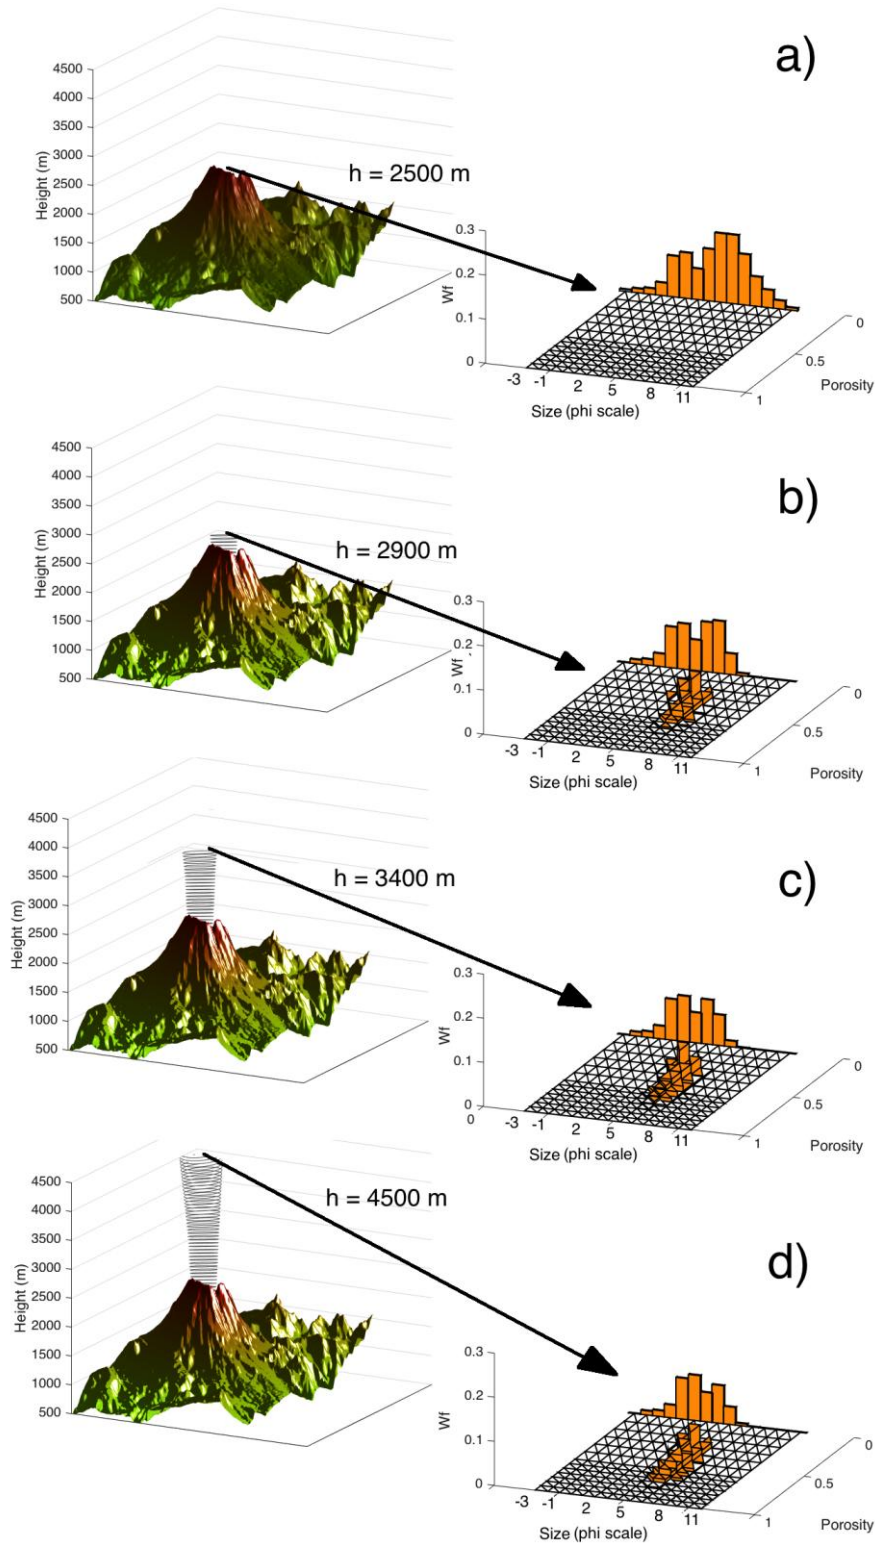 a)
4500
4000
3500
3000
2500
2000
1500
1000
500
Height (m)
h = 2500 m
0.3
0.2
0.1
0
Wf
-3 -1 2 5 8 11
Size (phi scale)
0
0.5
1
Porosity
b)
4500
4000
3500
3000
2500
2000
1500
1000
500
Height (m)
h = 2900 m
0.3
0.2
0.1
0
Wf
-3 -1 2 5 8 11
Size (phi scale)
0
0.5
1
Porosity
c)
4500
4000
3500
3000
2500
2000
1500
1000
500
Height (m)
h = 3400 m
0.3
0.2
0.1
0
0
Wf
-3 -1 2 5 8 11
Size (phi scale)
0
0.5
1
Porosity
d)
4500
4000
3500
3000
2500
2000
1500
1000
500
Height (m)
h = 4500 m
0.3
0.2
0.1
0
Wf
-3 -1 2 5 8 11
Size (phi scale)
0
0.5
1
Porosity